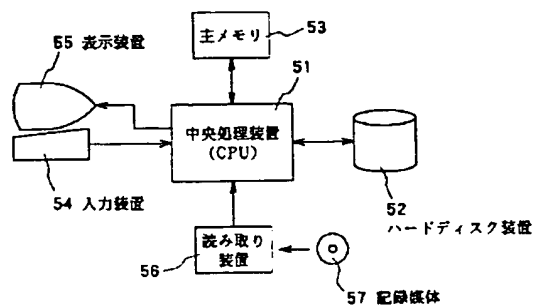 主メモリ
53
55 表示装置
51
中央処理装置
(CPU)
54 入力装置
52
ハードディスク装置
読み取り
装置
56
57 記録媒体